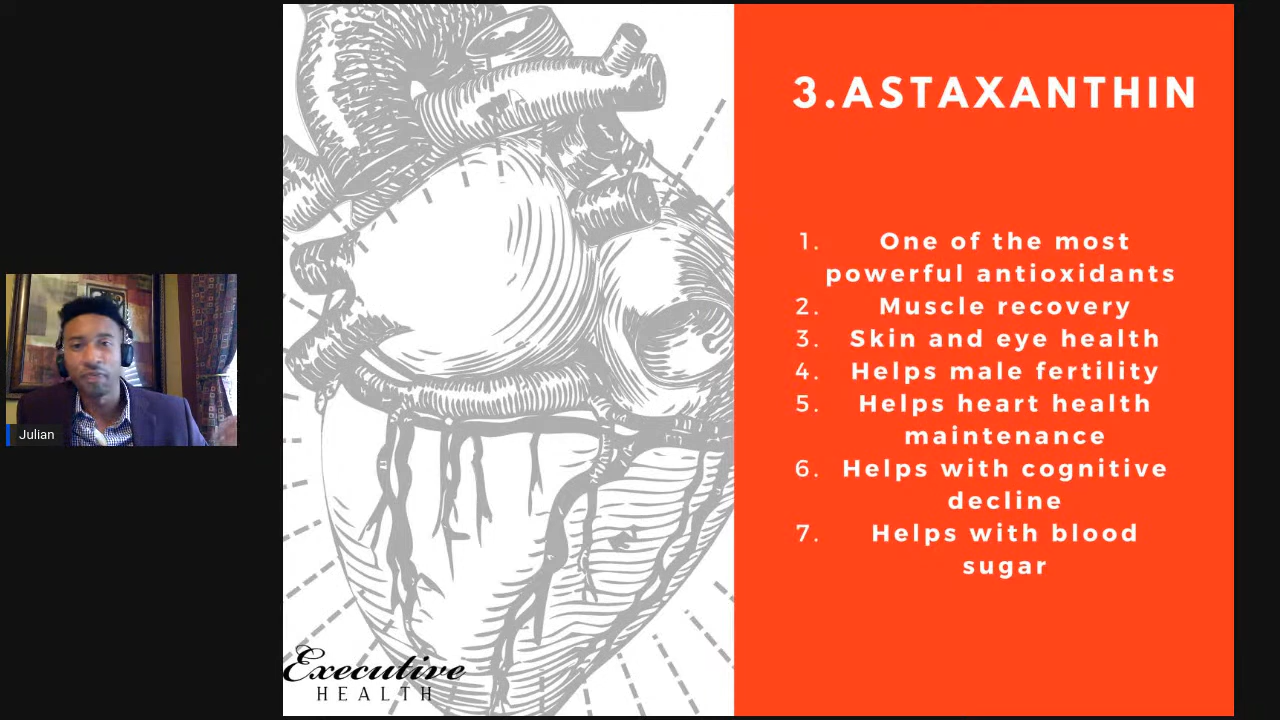 3.ASTAXANTHIN
1. One of the most
powerful antioxidants
2. Muscle recovery
3. Skin and eye health
4. Helps male fertility
5. Helps heart health
maintenance
6. Helps with cognitive
decline
7. Helps with blood
sugar
Julian
Executive
HEALTH